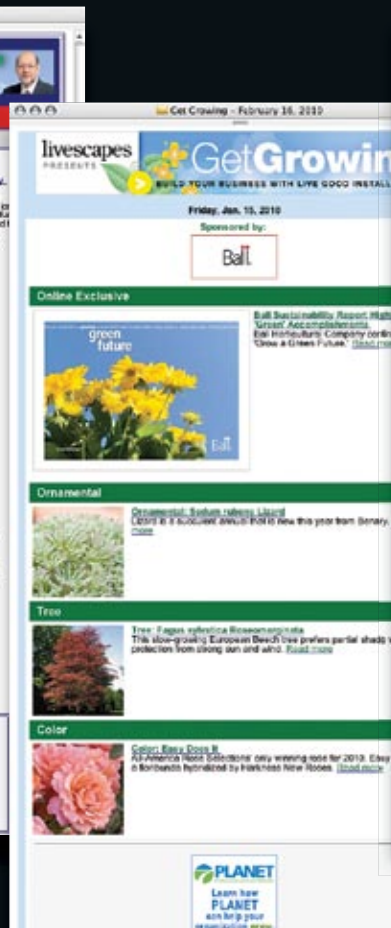 Get Growing - February 16, 2010
livescapes
PRESENTS
GetGrowin
BUILD YOUR BUSINESS WITH LIVE GOOD INSTALL
Friday, Jan. 15, 2010
Sponsored by:
Ball
Online Exclusive
green
future
Ball
Ball Sustainability Report High
'Green' Accomplishments
Ball Horticultural Company contin
'Grow a Green Future.' Read mo
Ornamental
Ornamental: Sedum rubens Lizard
Lizard is a succulent annual that is new this year from Benary.
more
Tree
Tree: Fagus sylvatica Roseomarginata
This slow-growing European Beech tree prefers partial shade
protection from strong sun and wind. Read more
Color
Color: Easy Does It
All-America Rose Selections' only winning rose for 2010. Easy
a floribunda hybridized by Harkness New Roses. Read more
PLANET
Learn how
PLANET
can help your